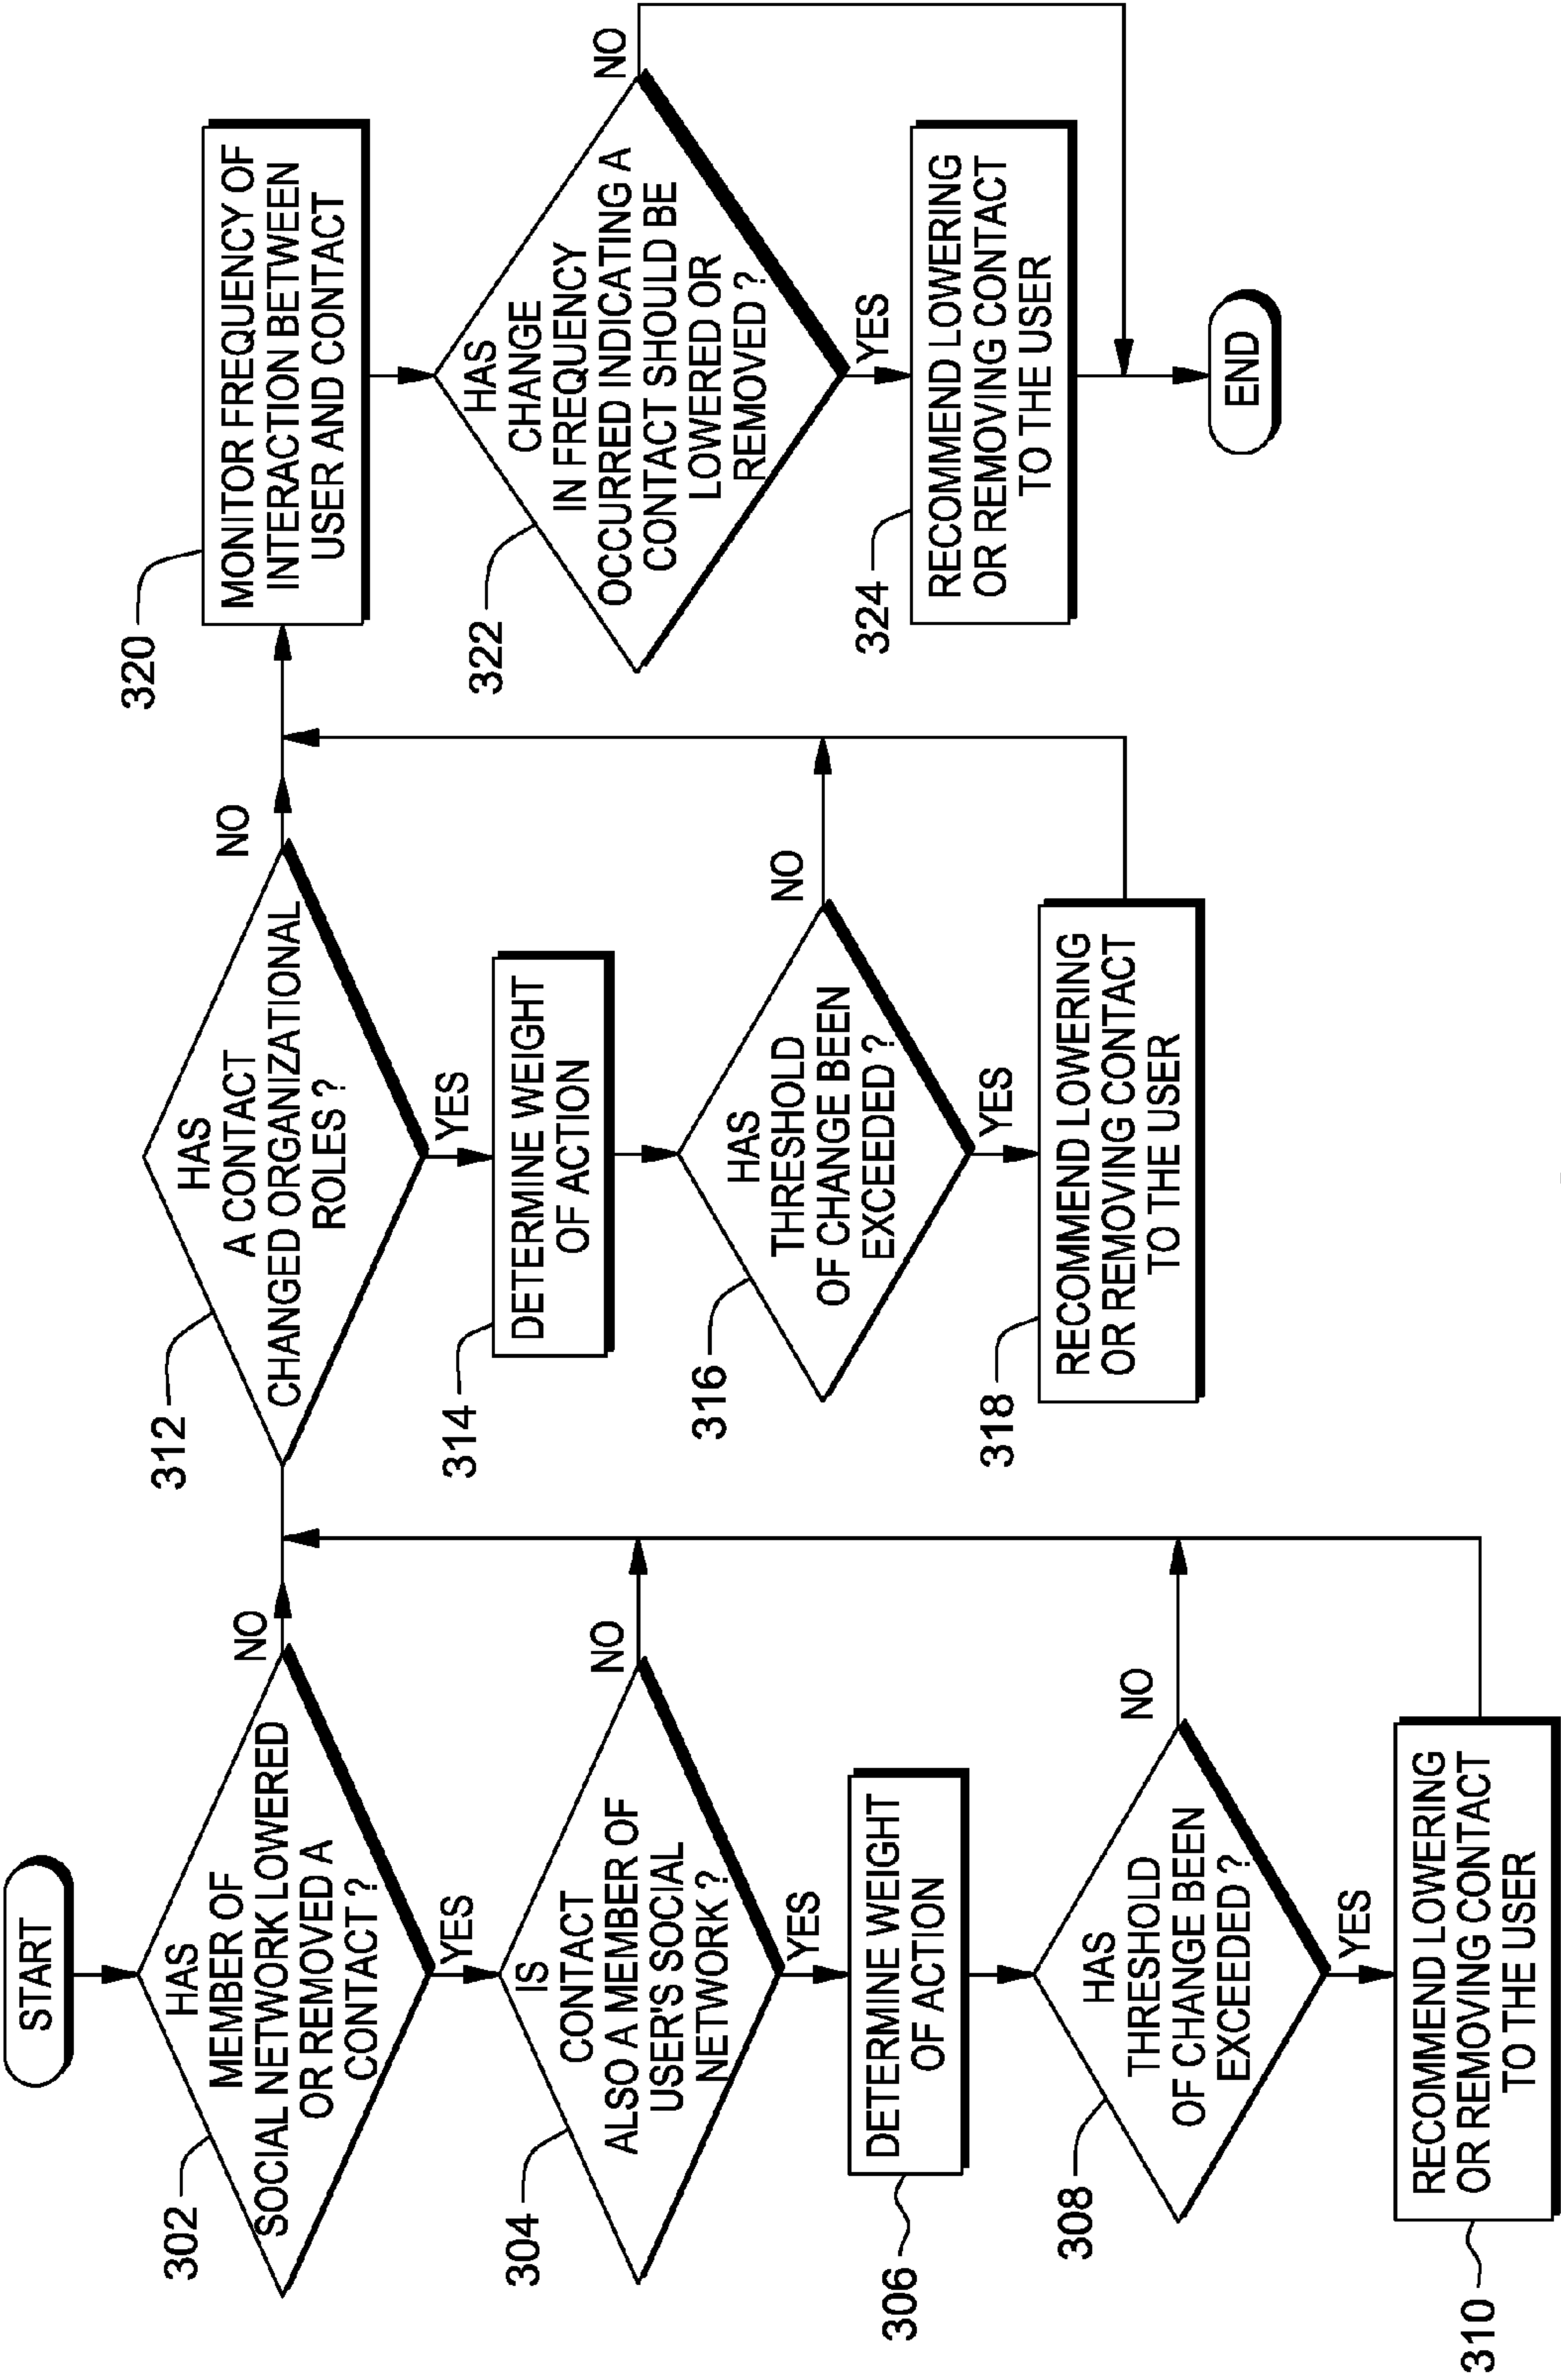 START
302
HAS
MEMBER OF
SOCIAL NETWORK LOWERED
OR REMOVED A
CONTACT ?
NO
YES
304
IS
CONTACT
ALSO A MEMBER OF
USER'S SOCIAL
NETWORK ?
NO
YES
306
DETERMINE WEIGHT
OF ACTION
308
HAS
THRESHOLD
OF CHANGE BEEN
EXCEEDED ?
NO
YES
310
RECOMMEND LOWERING
OR REMOVING CONTACT
TO THE USER
312
HAS
A CONTACT
CHANGED ORGANIZATIONAL
ROLES ?
NO
YES
314
DETERMINE WEIGHT
OF ACTION
316
HAS
THRESHOLD
OF CHANGE BEEN
EXCEEDED ?
NO
YES
318
RECOMMEND LOWERING
OR REMOVING CONTACT
TO THE USER
320
MONITOR FREQUENCY OF
INTERACTION BETWEEN
USER AND CONTACT
322
HAS
CHANGE
IN FREQUENCY
OCCURRED INDICATING A
CONTACT SHOULD BE
LOWERED OR
REMOVED ?
NO
YES
324
RECOMMEND LOWERING
OR REMOVING CONTACT
TO THE USER
END